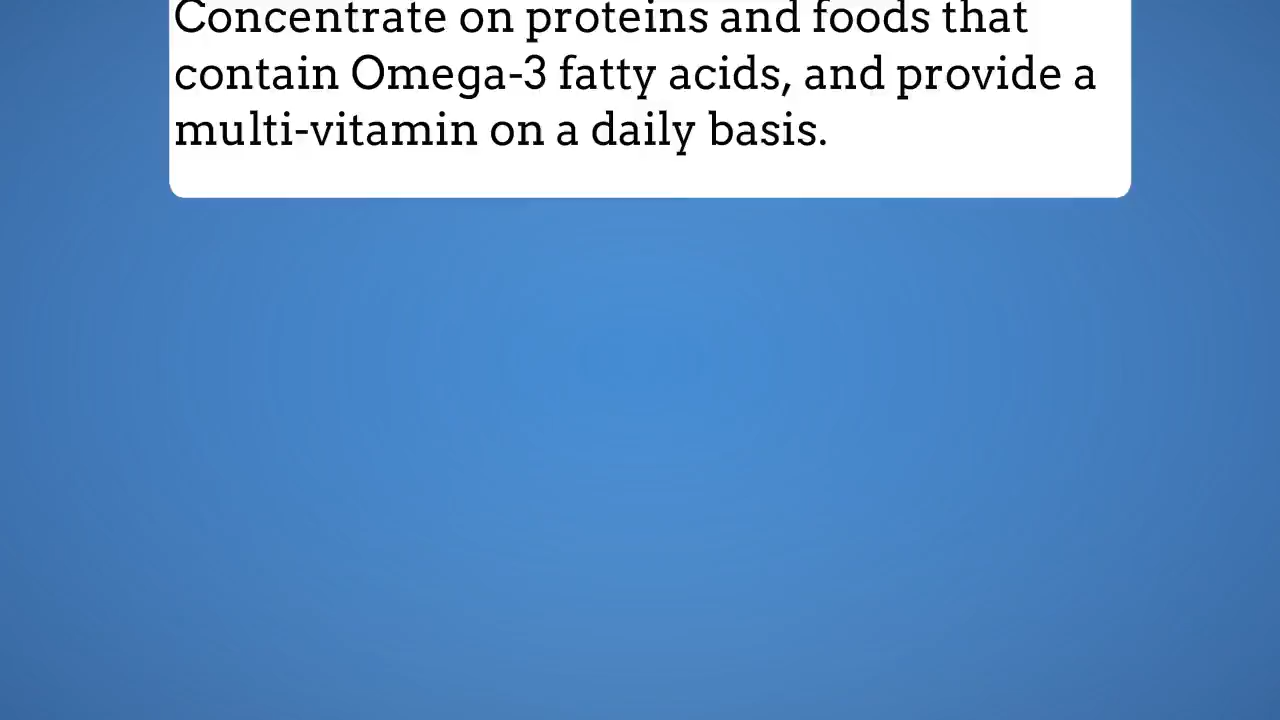 Concentrate on proteins and foods that
contain Omega-3 fatty acids, and provide a
multi-vitamin on a daily basis.